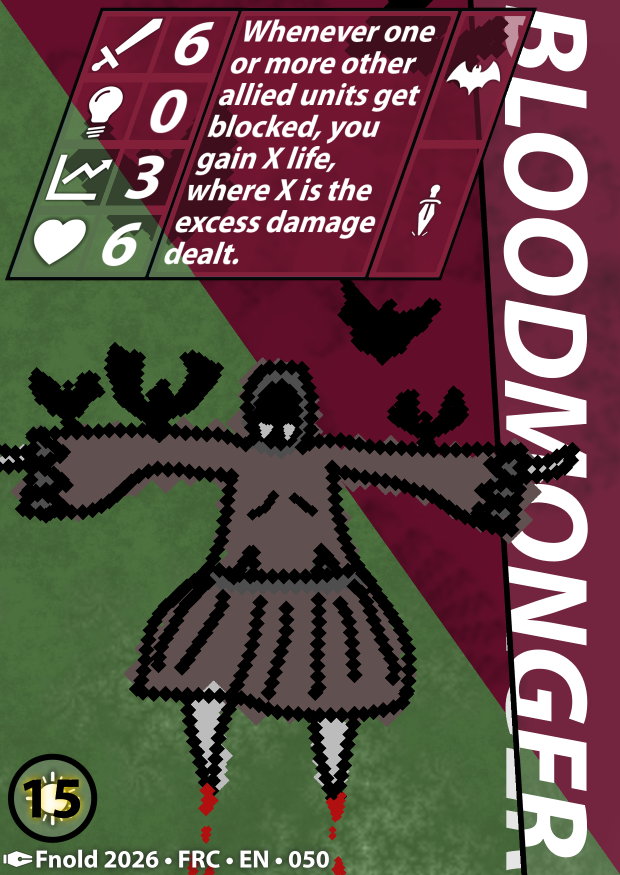 6
0
3
6
Whenever one
or more other
allied units get
blocked, you
gain X life,
where X is the
excess damage
dealt.
BLOODMONGER
15
Fnold 2026 • FRC • EN • 050